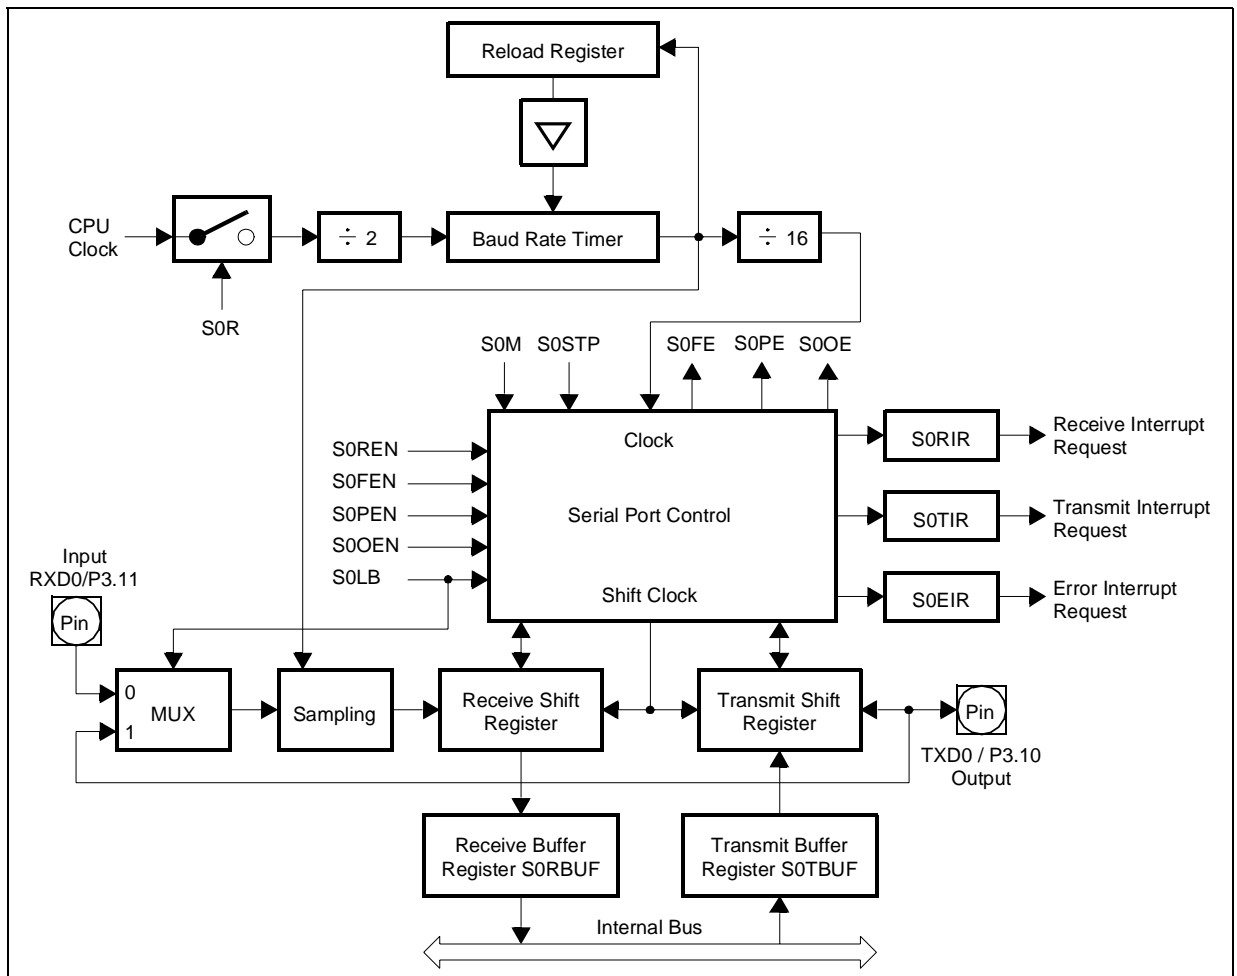 Reload Register
CPU
Clock
÷ 2
Baud Rate Timer
÷ 16
S0R
S0M
S0STP
S0FE
S0PE
S0OE
Clock
S0RIR
Receive Interrupt
Request
S0REN
S0FEN
S0PEN
Serial Port Control
S0TIR
Transmit Interrupt
Request
S0OEN
S0LB
Shift Clock
S0EIR
Error Interrupt
Request
Input
RXD0/P3.11
Pin
0
MUX
1
Sampling
Receive Shift
Register
Transmit Shift
Register
Pin
TXD0 / P3.10
Output
Receive Buffer
Register S0RBUF
Transmit Buffer
Register S0TBUF
Internal Bus